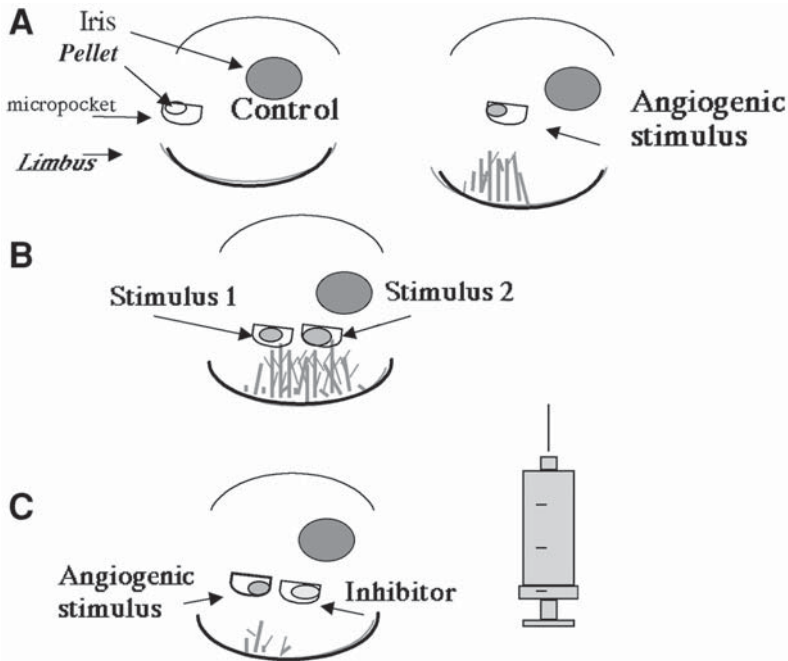 A
Iris
Pellet
micropocket
Limbus
Control
Angiogenic
stimulus
B
Stimulus 1
Stimulus 2
C
Angiogenic
stimulus
Inhibitor